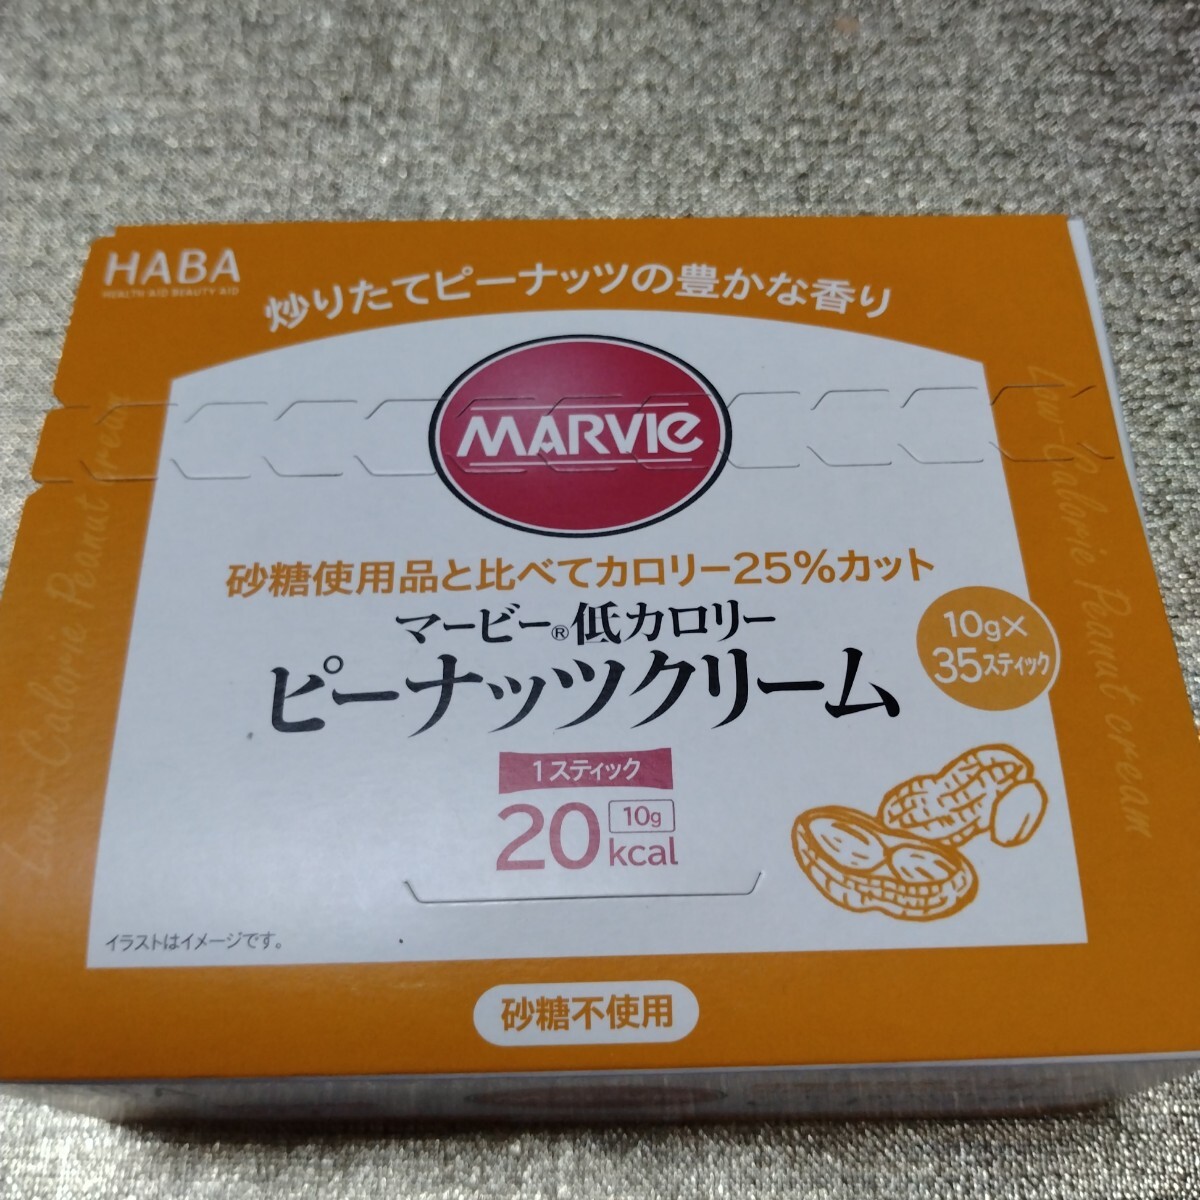 HABA
HEALTH AID BEAUTY AID
炒りたてピーナッツの豊かな香り
MARVIE
砂糖使用品と比べてカロリー25%カット
マービー®低カロリー
ピーナッツクリーム
10g×
35スティック
1スティック
20
10g
kcal
イラストはイメージです。
砂糖不使用
Low-Calorie Peanut cream
Low-Calorie Peanut cream